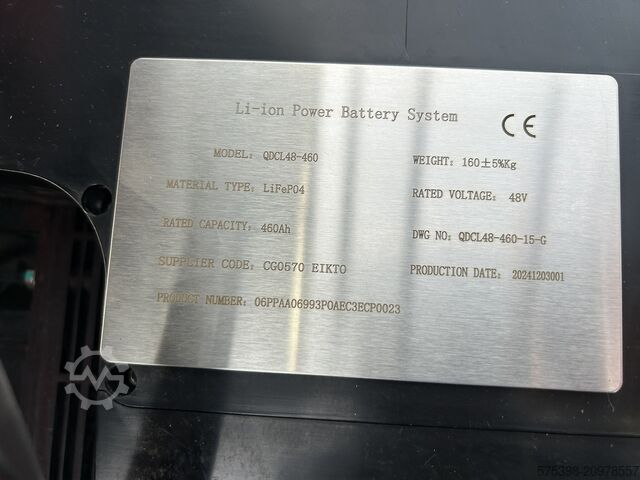 Li-ion Power Battery System
CE
MODEL: QDCL48-460
WEIGHT: 160±5%Kg
MATERIAL TYPE: LiFePO4
RATED VOLTAGE: 48V
RATED CAPACITY: 460Ah
DWG NO: QDCL48-460-15-G
SUPPLIER CODE: CG0570 EIKTO
PRODUCTION DATE: 20241203001
PRODUCT NUMBER: 06PPAA06993P0AEC3ECP0023
575398-20978557